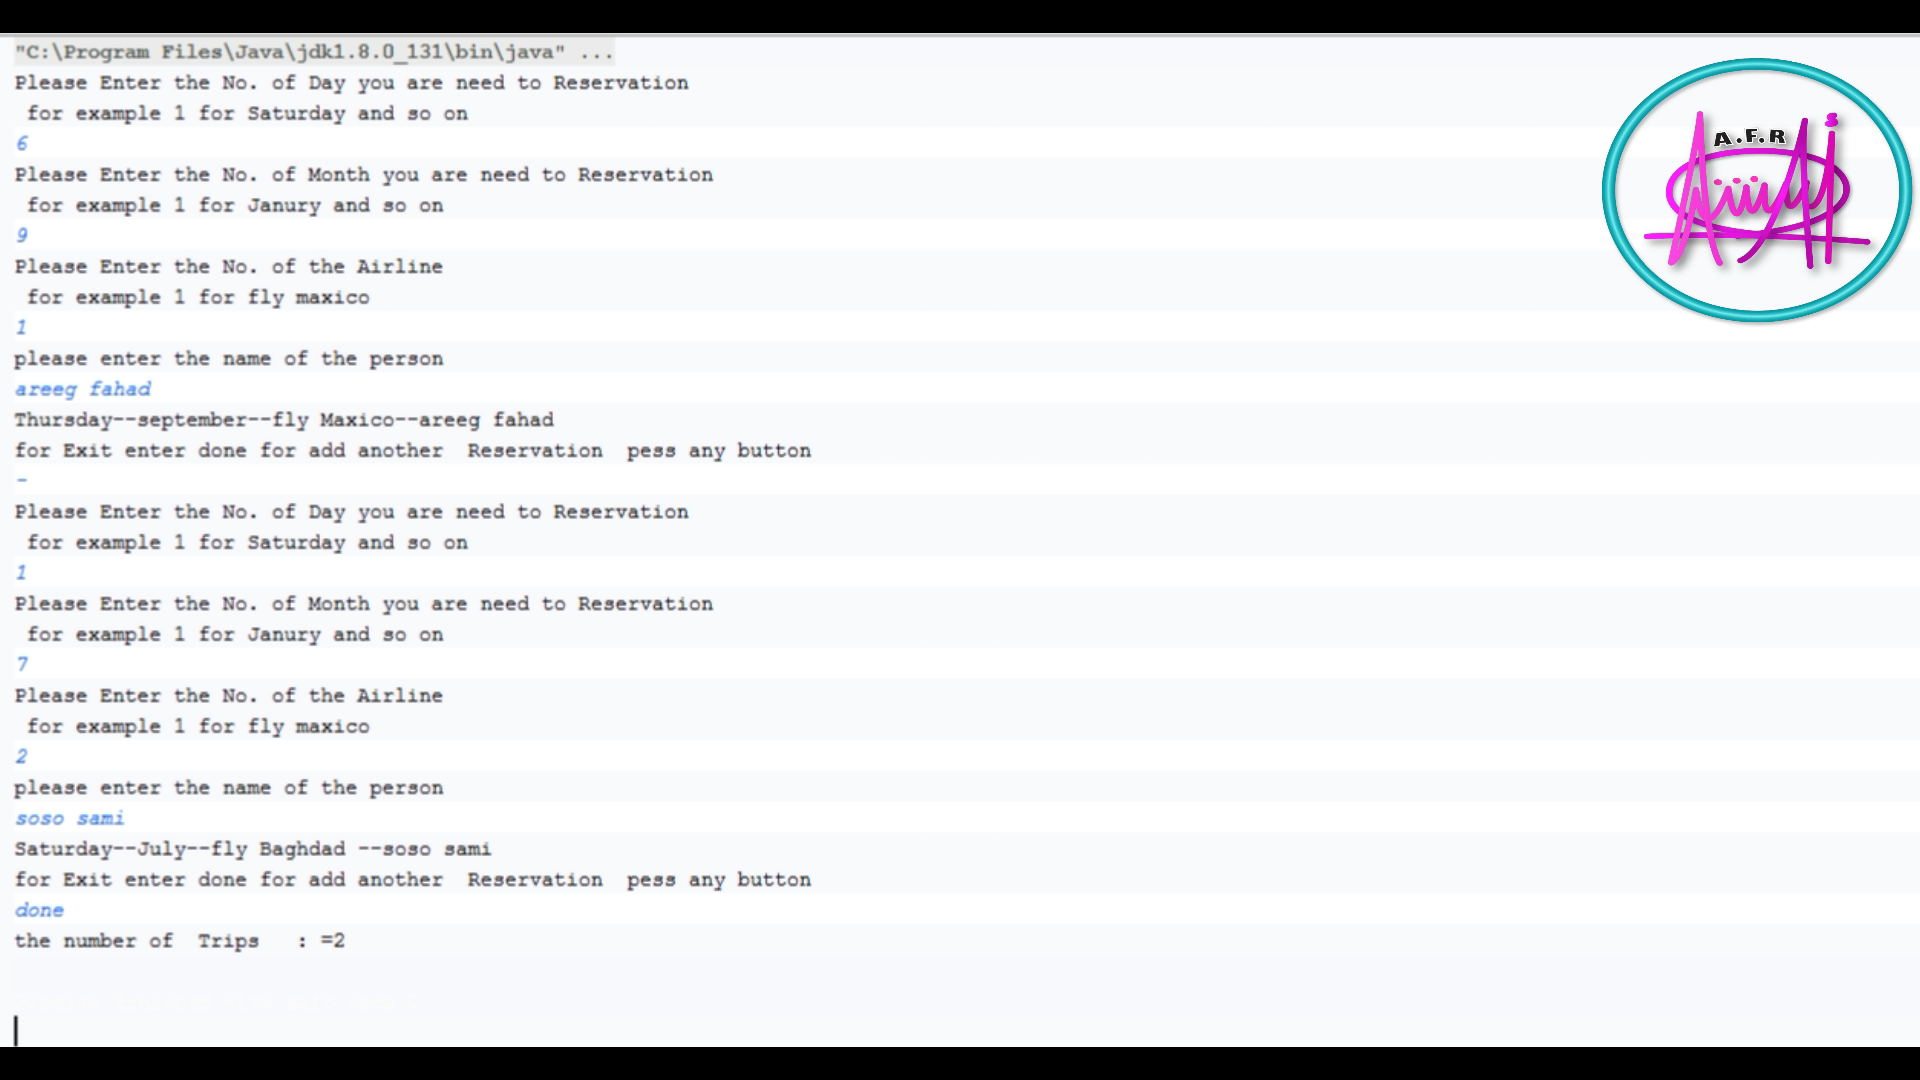 "C:\Program Files\Java\jdk1.8.0_131\bin\java" ...
Please Enter the No. of Day you are need to Reservation
 for example 1 for Saturday and so on
6
Please Enter the No. of Month you are need to Reservation
 for example 1 for Janury and so on
9
Please Enter the No. of the Airline
 for example 1 for fly maxico
1
please enter the name of the person
areeg fahad
Thursday--september--fly Maxico--areeg fahad
for Exit enter done for add another  Reservation  pess any button
-
Please Enter the No. of Day you are need to Reservation
 for example 1 for Saturday and so on
1
Please Enter the No. of Month you are need to Reservation
 for example 1 for Janury and so on
7
Please Enter the No. of the Airline
 for example 1 for fly maxico
2
please enter the name of the person
soso sami
Saturday--July--fly Baghdad --soso sami
for Exit enter done for add another  Reservation  pess any button
done
the number of  Trips   : =2
A.F.R